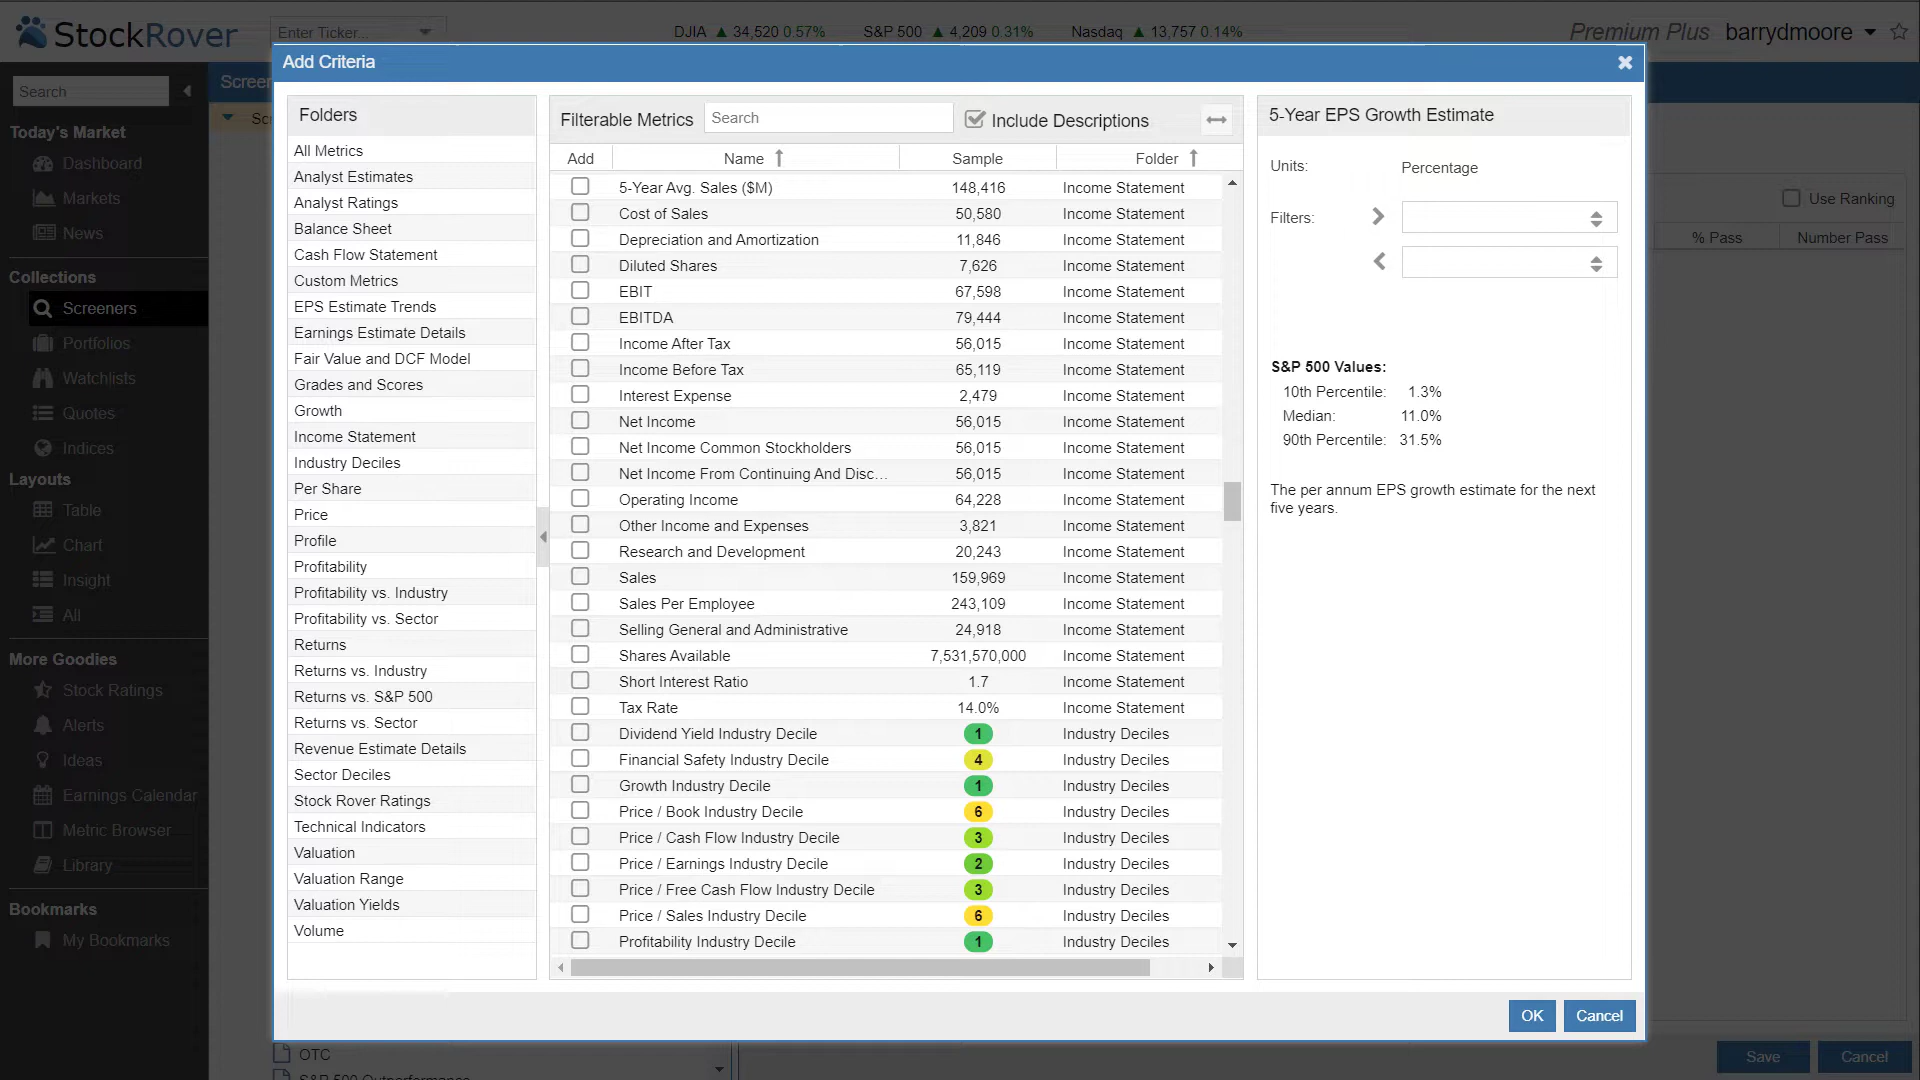 StockRover
Enter Ticker...
DJIA ▲ 34,520 0.57%
S&P 500 ▲ 4,209 0.31%
Nasdaq ▲ 13,757 0.14%
Premium Plus
barrydmoore
Search
Screen
Today's Market
Dashboard
Markets
News
Collections
Screeners
Portfolios
Watchlists
Quotes
Indices
Layouts
Table
Chart
Insight
All
More Goodies
Stock Ratings
Alerts
Ideas
Earnings Calendar
Metric Browser
Library
Bookmarks
My Bookmarks
Add Criteria
Folders
All Metrics
Analyst Estimates
Analyst Ratings
Balance Sheet
Cash Flow Statement
Custom Metrics
EPS Estimate Trends
Earnings Estimate Details
Fair Value and DCF Model
Grades and Scores
Growth
Income Statement
Industry Deciles
Per Share
Price
Profile
Profitability
Profitability vs. Industry
Profitability vs. Sector
Returns
Returns vs. Industry
Returns vs. S&P 500
Returns vs. Sector
Revenue Estimate Details
Sector Deciles
Stock Rover Ratings
Technical Indicators
Valuation
Valuation Range
Valuation Yields
Volume
Filterable Metrics Search Include Descriptions
Add Name Sample Folder
5-Year Avg. Sales ($M) 148,416 Income Statement
Cost of Sales 50,580 Income Statement
Depreciation and Amortization 11,846 Income Statement
Diluted Shares 7,626 Income Statement
EBIT 67,598 Income Statement
EBITDA 79,444 Income Statement
Income After Tax 56,015 Income Statement
Income Before Tax 65,119 Income Statement
Interest Expense 2,479 Income Statement
Net Income 56,015 Income Statement
Net Income Common Stockholders 56,015 Income Statement
Net Income From Continuing And Disc... 56,015 Income Statement
Operating Income 64,228 Income Statement
Other Income and Expenses 3,821 Income Statement
Research and Development 20,243 Income Statement
Sales 159,969 Income Statement
Sales Per Employee 243,109 Income Statement
Selling General and Administrative 24,918 Income Statement
Shares Available 7,531,570,000 Income Statement
Short Interest Ratio 1.7 Income Statement
Tax Rate 14.0% Income Statement
Dividend Yield Industry Decile 1 Industry Deciles
Financial Safety Industry Decile 4 Industry Deciles
Growth Industry Decile 1 Industry Deciles
Price / Book Industry Decile 6 Industry Deciles
Price / Cash Flow Industry Decile 3 Industry Deciles
Price / Earnings Industry Decile 2 Industry Deciles
Price / Free Cash Flow Industry Decile 3 Industry Deciles
Price / Sales Industry Decile 6 Industry Deciles
Profitability Industry Decile 1 Industry Deciles
5-Year EPS Growth Estimate
Units: Percentage
Filters:
S&P 500 Values:
10th Percentile: 1.3%
Median: 11.0%
90th Percentile: 31.5%
The per annum EPS growth estimate for the next
five years.
OK Cancel
Use Ranking
% Pass Number Pass
OTC
S&P 500 Outperformance
Save Cancel